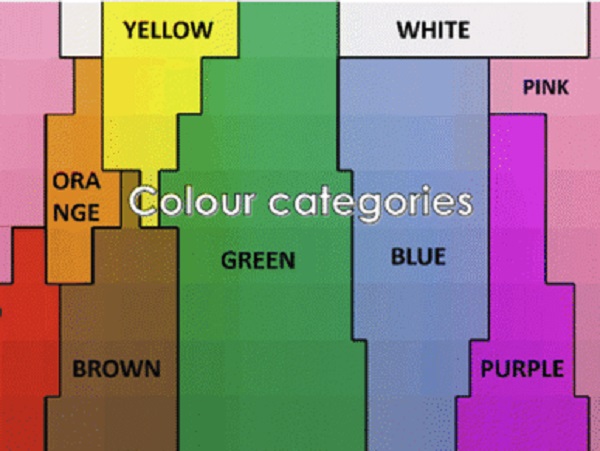 YELLOW
WHITE
PINK
ORA
NGE
Colour categories
GREEN
BLUE
BROWN
PURPLE